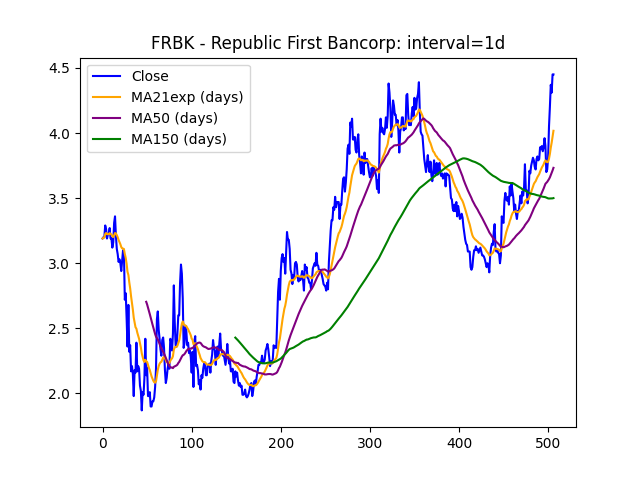 FRBK - Republic First Bancorp: interval=1d
Close
MA21exp (days)
MA50 (days)
MA150 (days)
4.5
4.0
3.5
3.0
2.5
2.0
0 100 200 300 400 500